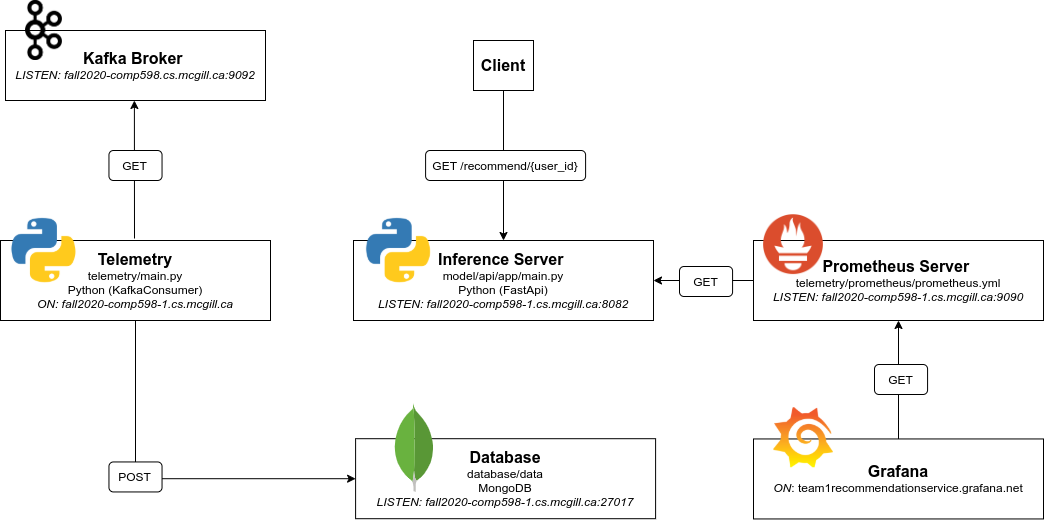 Kafka Broker
LISTEN: fall2020-comp598.cs.mcgill.ca:9092
Client
GET
GET /recommend/{user_id}
Telemetry
telemetry/main.py
Python (KafkaConsumer)
ON: fall2020-comp598-1.cs.mcgill.ca
Inference Server
model/api/app/main.py
Python (FastApi)
LISTEN: fall2020-comp598-1.cs.mcgill.ca:8082
GET
Prometheus Server
telemetry/prometheus/prometheus.yml
LISTEN: fall2020-comp598-1.cs.mcgill.ca:9090
GET
POST
Database
database/data
MongoDB
LISTEN: fall2020-comp598-1.cs.mcgill.ca:27017
Grafana
ON: team1recommendationservice.grafana.net